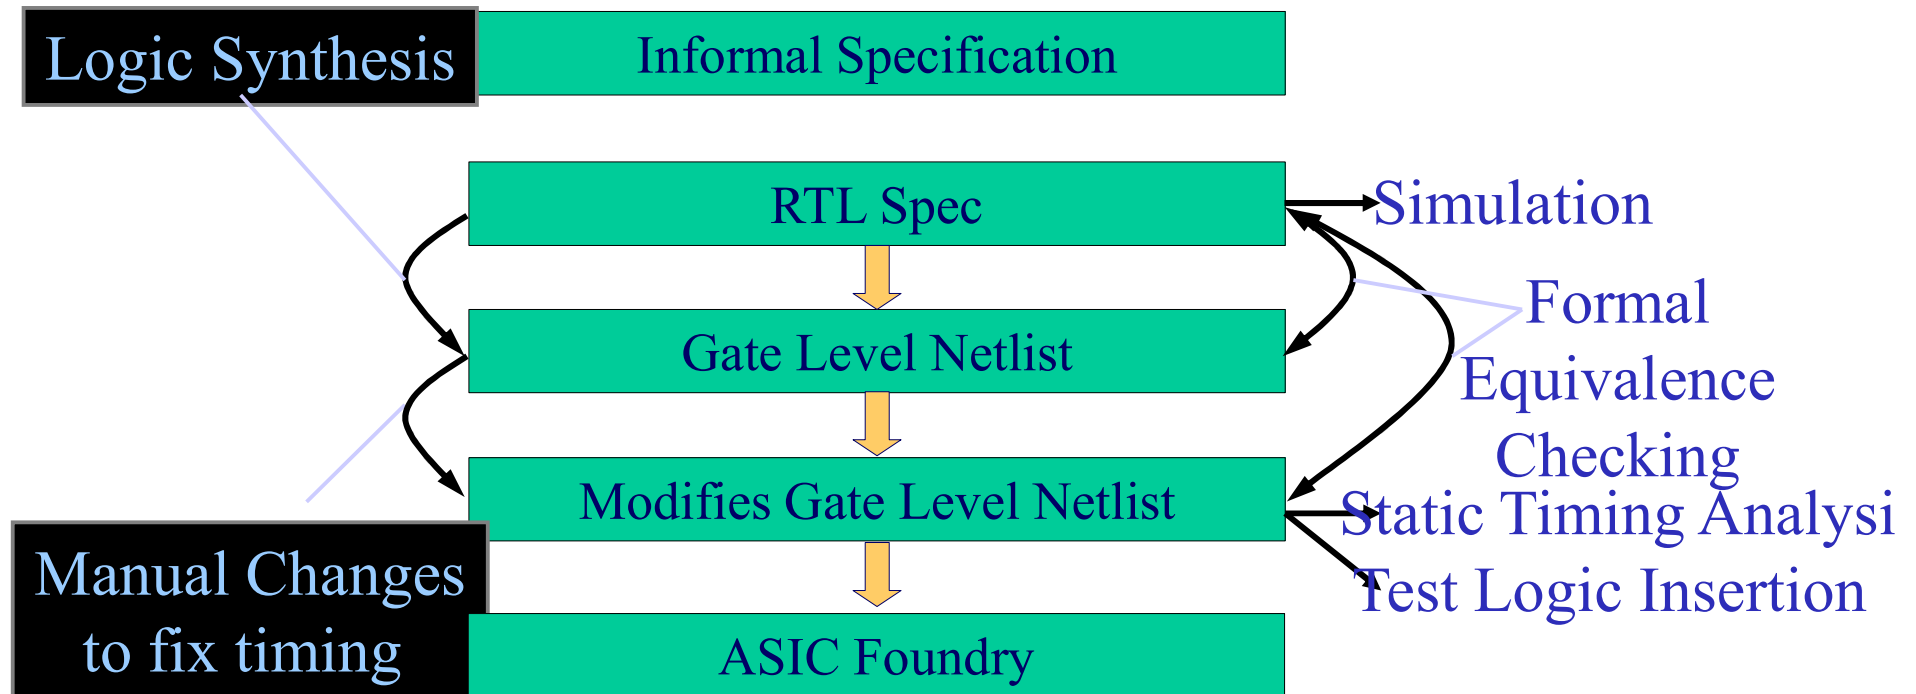 Logic Synthesis
Informal Specification
RTL Spec
Simulation
Formal
Equivalence
Checking
Gate Level Netlist
Modifies Gate Level Netlist
Static Timing Analysi
Test Logic Insertion
Manual Changes
to fix timing
ASIC Foundry